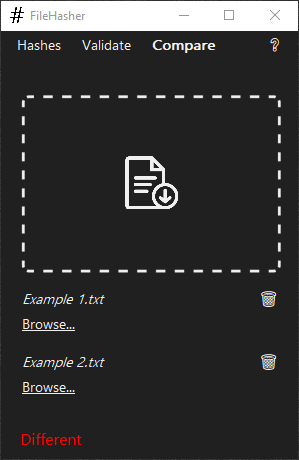 # FileHasher
Hashes Validate Compare ?
Example 1.txt
Browse...
Example 2.txt
Browse...
Different